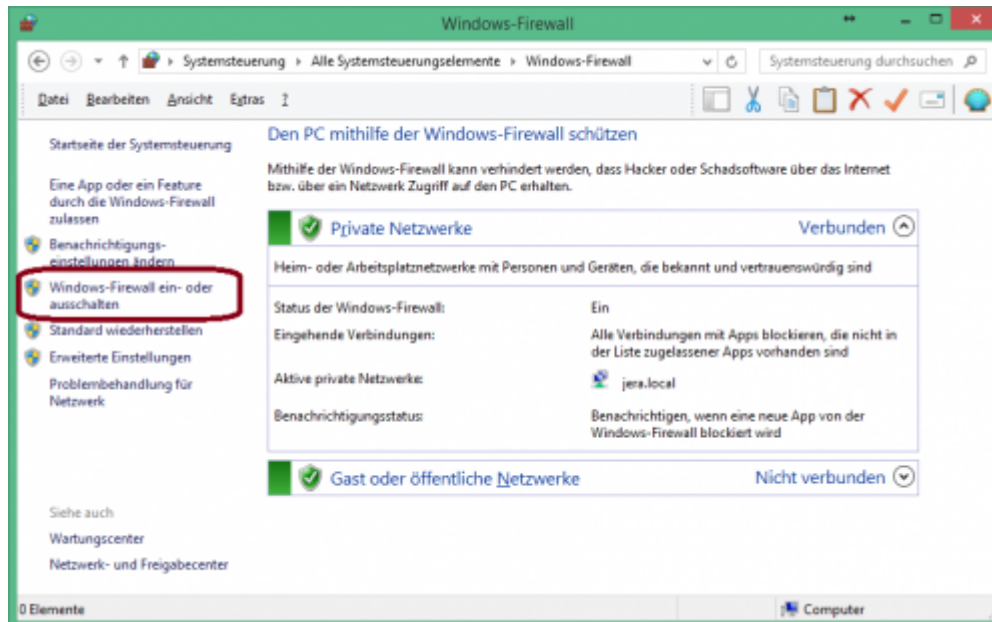 Windows-Firewall
Systemsteuerung ▸ Alle Systemsteuerungselemente ▸ Windows-Firewall
Systemsteuerung durchsuchen
Datei Bearbeiten Ansicht Extras ?
Startseite der Systemsteuerung
Eine App oder ein Feature
durch die Windows-Firewall
zulassen
Benachrichtigungs-
einstellungen ändern
Windows-Firewall ein- oder
ausschalten
Standard wiederherstellen
Erweiterte Einstellungen
Problembehandlung für
Netzwerk
Siehe auch
Wartungscenter
Netzwerk- und Freigabecenter
Den PC mithilfe der Windows-Firewall schützen
Mithilfe der Windows-Firewall kann verhindert werden, dass Hacker oder Schadsoftware über das Internet
bzw. über ein Netzwerk Zugriff auf den PC erhalten.
Private Netzwerke Verbunden
Heim- oder Arbeitsplatznetzwerke mit Personen und Geräten, die bekannt und vertrauenswürdig sind
Status der Windows-Firewall: Ein
Eingehende Verbindungen: Alle Verbindungen mit Apps blockieren, die nicht in
der Liste zugelassener Apps vorhanden sind
Aktive private Netzwerke: jera.local
Benachrichtigungsstatus: Benachrichtigen, wenn eine neue App von der
Windows-Firewall blockiert wird
Gast oder öffentliche Netzwerke Nicht verbunden
0 Elemente Computer